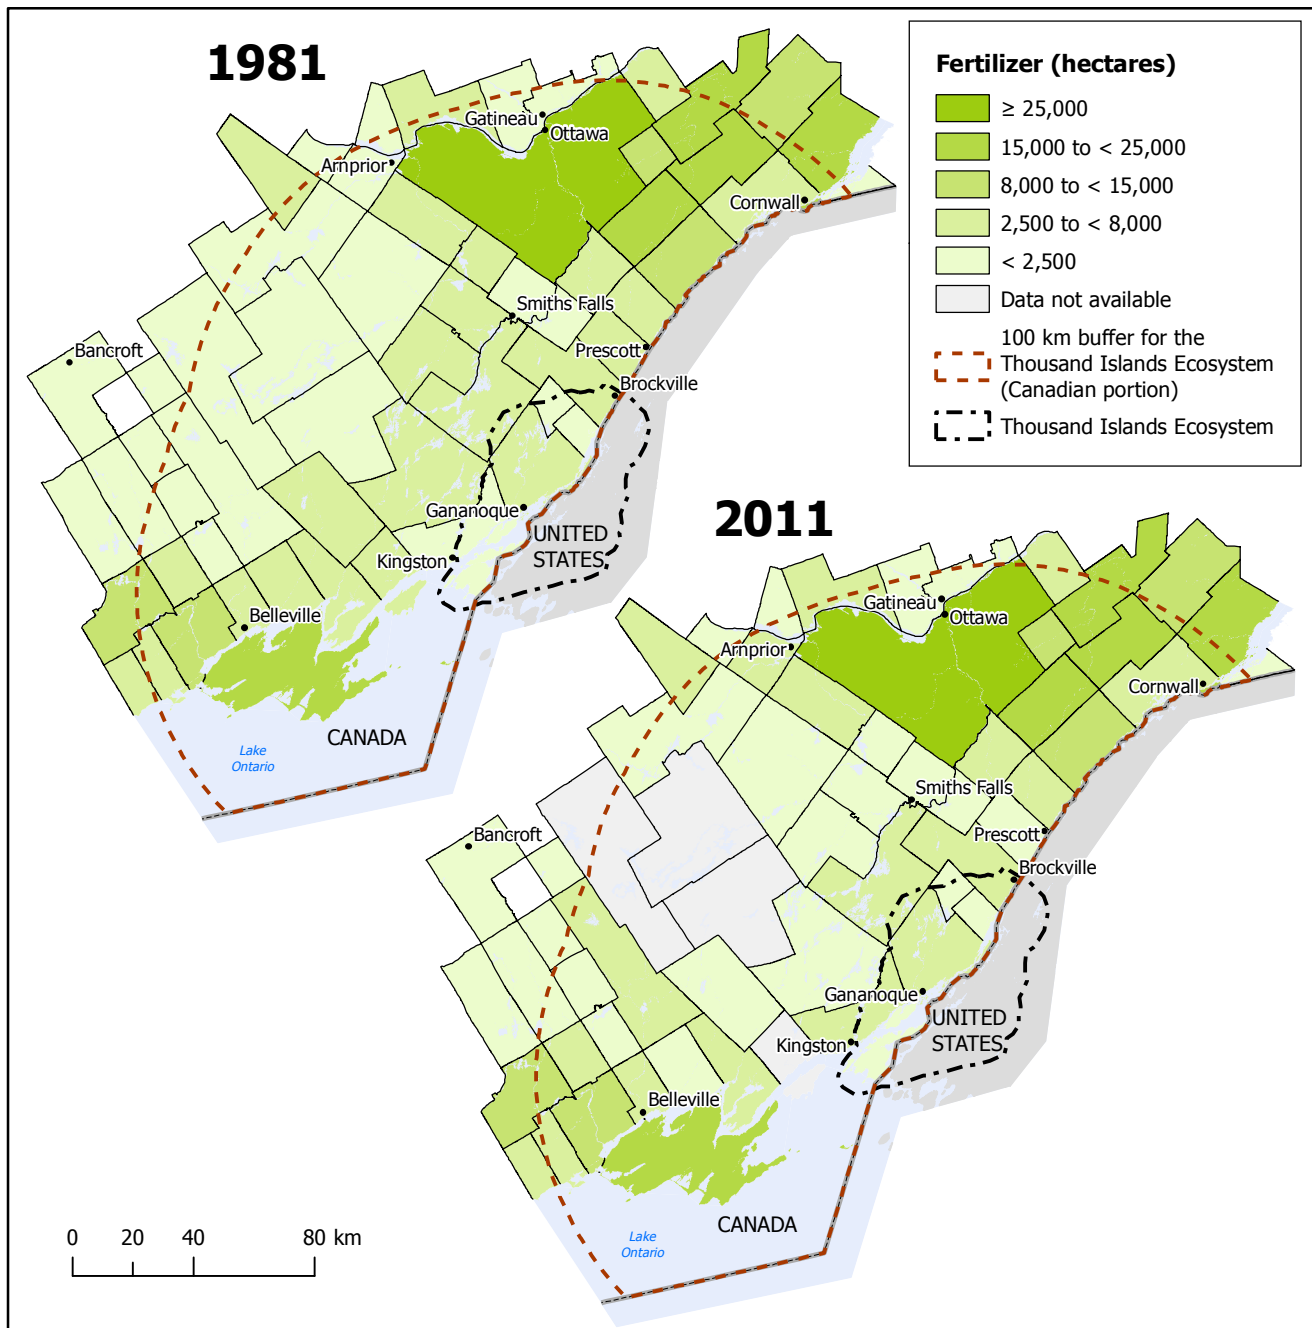 1981
Gatineau
Ottawa
Arnprior
Cornwall
Smiths Falls
Bancroft
Prescott
Brockville
Gananoque
UNITED
STATES
Kingston
Belleville
CANADA
Lake
Ontario
Fertilizer (hectares)
≥ 25,000
15,000 to < 25,000
8,000 to < 15,000
2,500 to < 8,000
< 2,500
Data not available
100 km buffer for the
Thousand Islands Ecosystem
(Canadian portion)
Thousand Islands Ecosystem
2011
Gatineau
Ottawa
Arnprior
Cornwall
Smiths Falls
Bancroft
Prescott
Brockville
Gananoque
UNITED
STATES
Kingston
Belleville
CANADA
Lake
Ontario
0 20 40 80 km